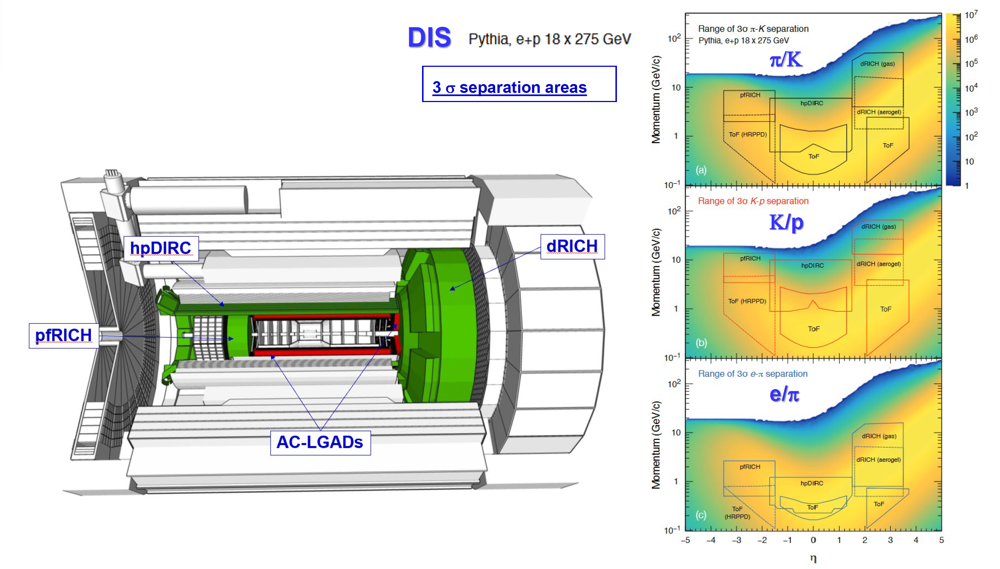 DIS Pythia, e+p 18 x 275 GeV
3 σ separation areas
hpDIRC
dRICH
pfRICH
AC-LGADs
Range of 3σ π-K separation
Pythia, e+p 18 x 275 GeV
π/K
Momentum (GeV/c)
10²
10
1
10⁻¹
dRICH (gas)
pfRICH
hpDIRC
dRICH (aerogel)
ToF (HRPPD)
ToF
ToF
(a)
10⁷
10⁶
10⁵
10⁴
10³
10²
10
1
Range of 3σ K-p separation
K/p
Momentum (GeV/c)
10²
10
1
10⁻¹
dRICH (gas)
pfRICH
hpDIRC
dRICH (aerogel)
ToF (HRPPD)
ToF
ToF
(b)
Range of 3σ e-π separation
e/π
Momentum (GeV/c)
10²
10
1
10⁻¹
dRICH (gas)
dRICH (aerogel)
pfRICH
hpDIRC
ToF
(HRPPD)
ToF
ToF
(c)
−5 −4 −3 −2 −1 0 1 2 3 4 5
η